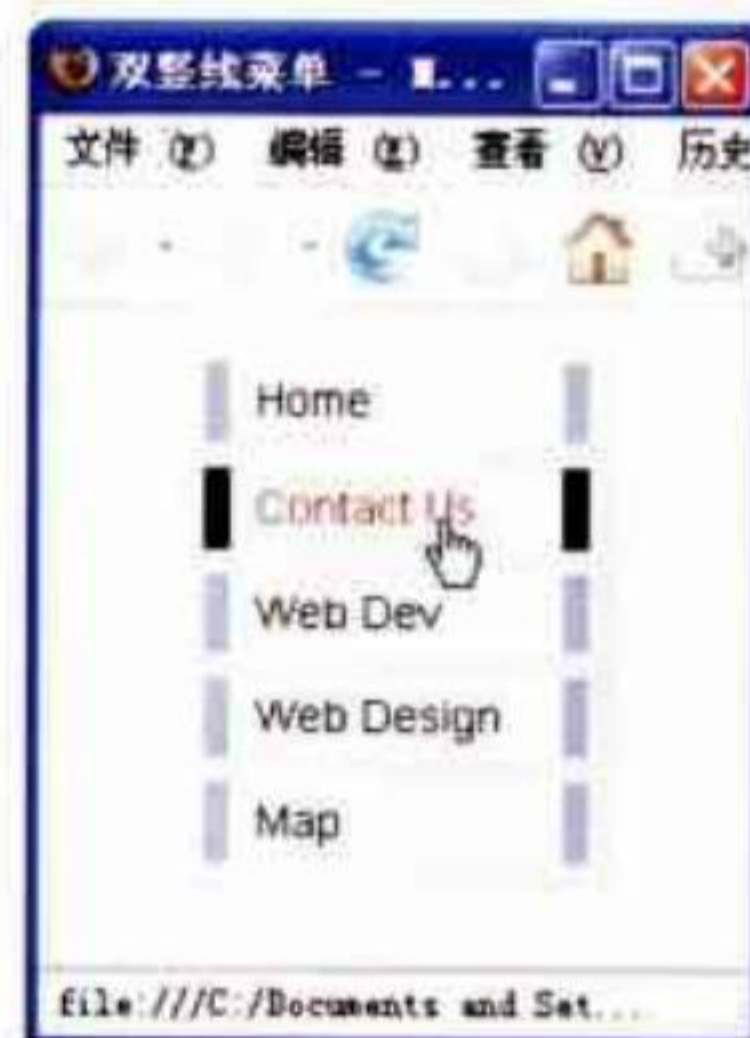 双竖线菜单 - M...
文件 (F) 编辑 (E) 查看 (V) 历史
Home
Contact Us
Web Dev
Web Design
Map
file:///C:/Documents and Set...